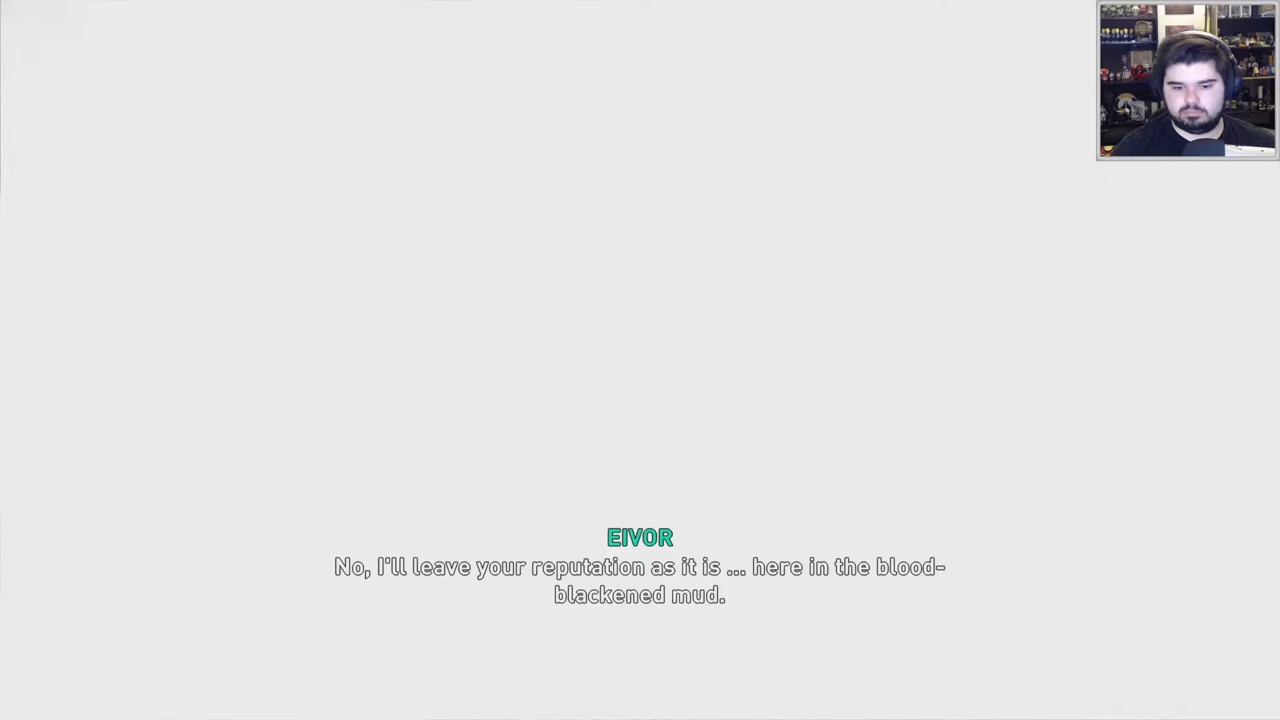 EIVOR
No, I'll leave your reputation as it is ... here in the blood-
blackened mud.